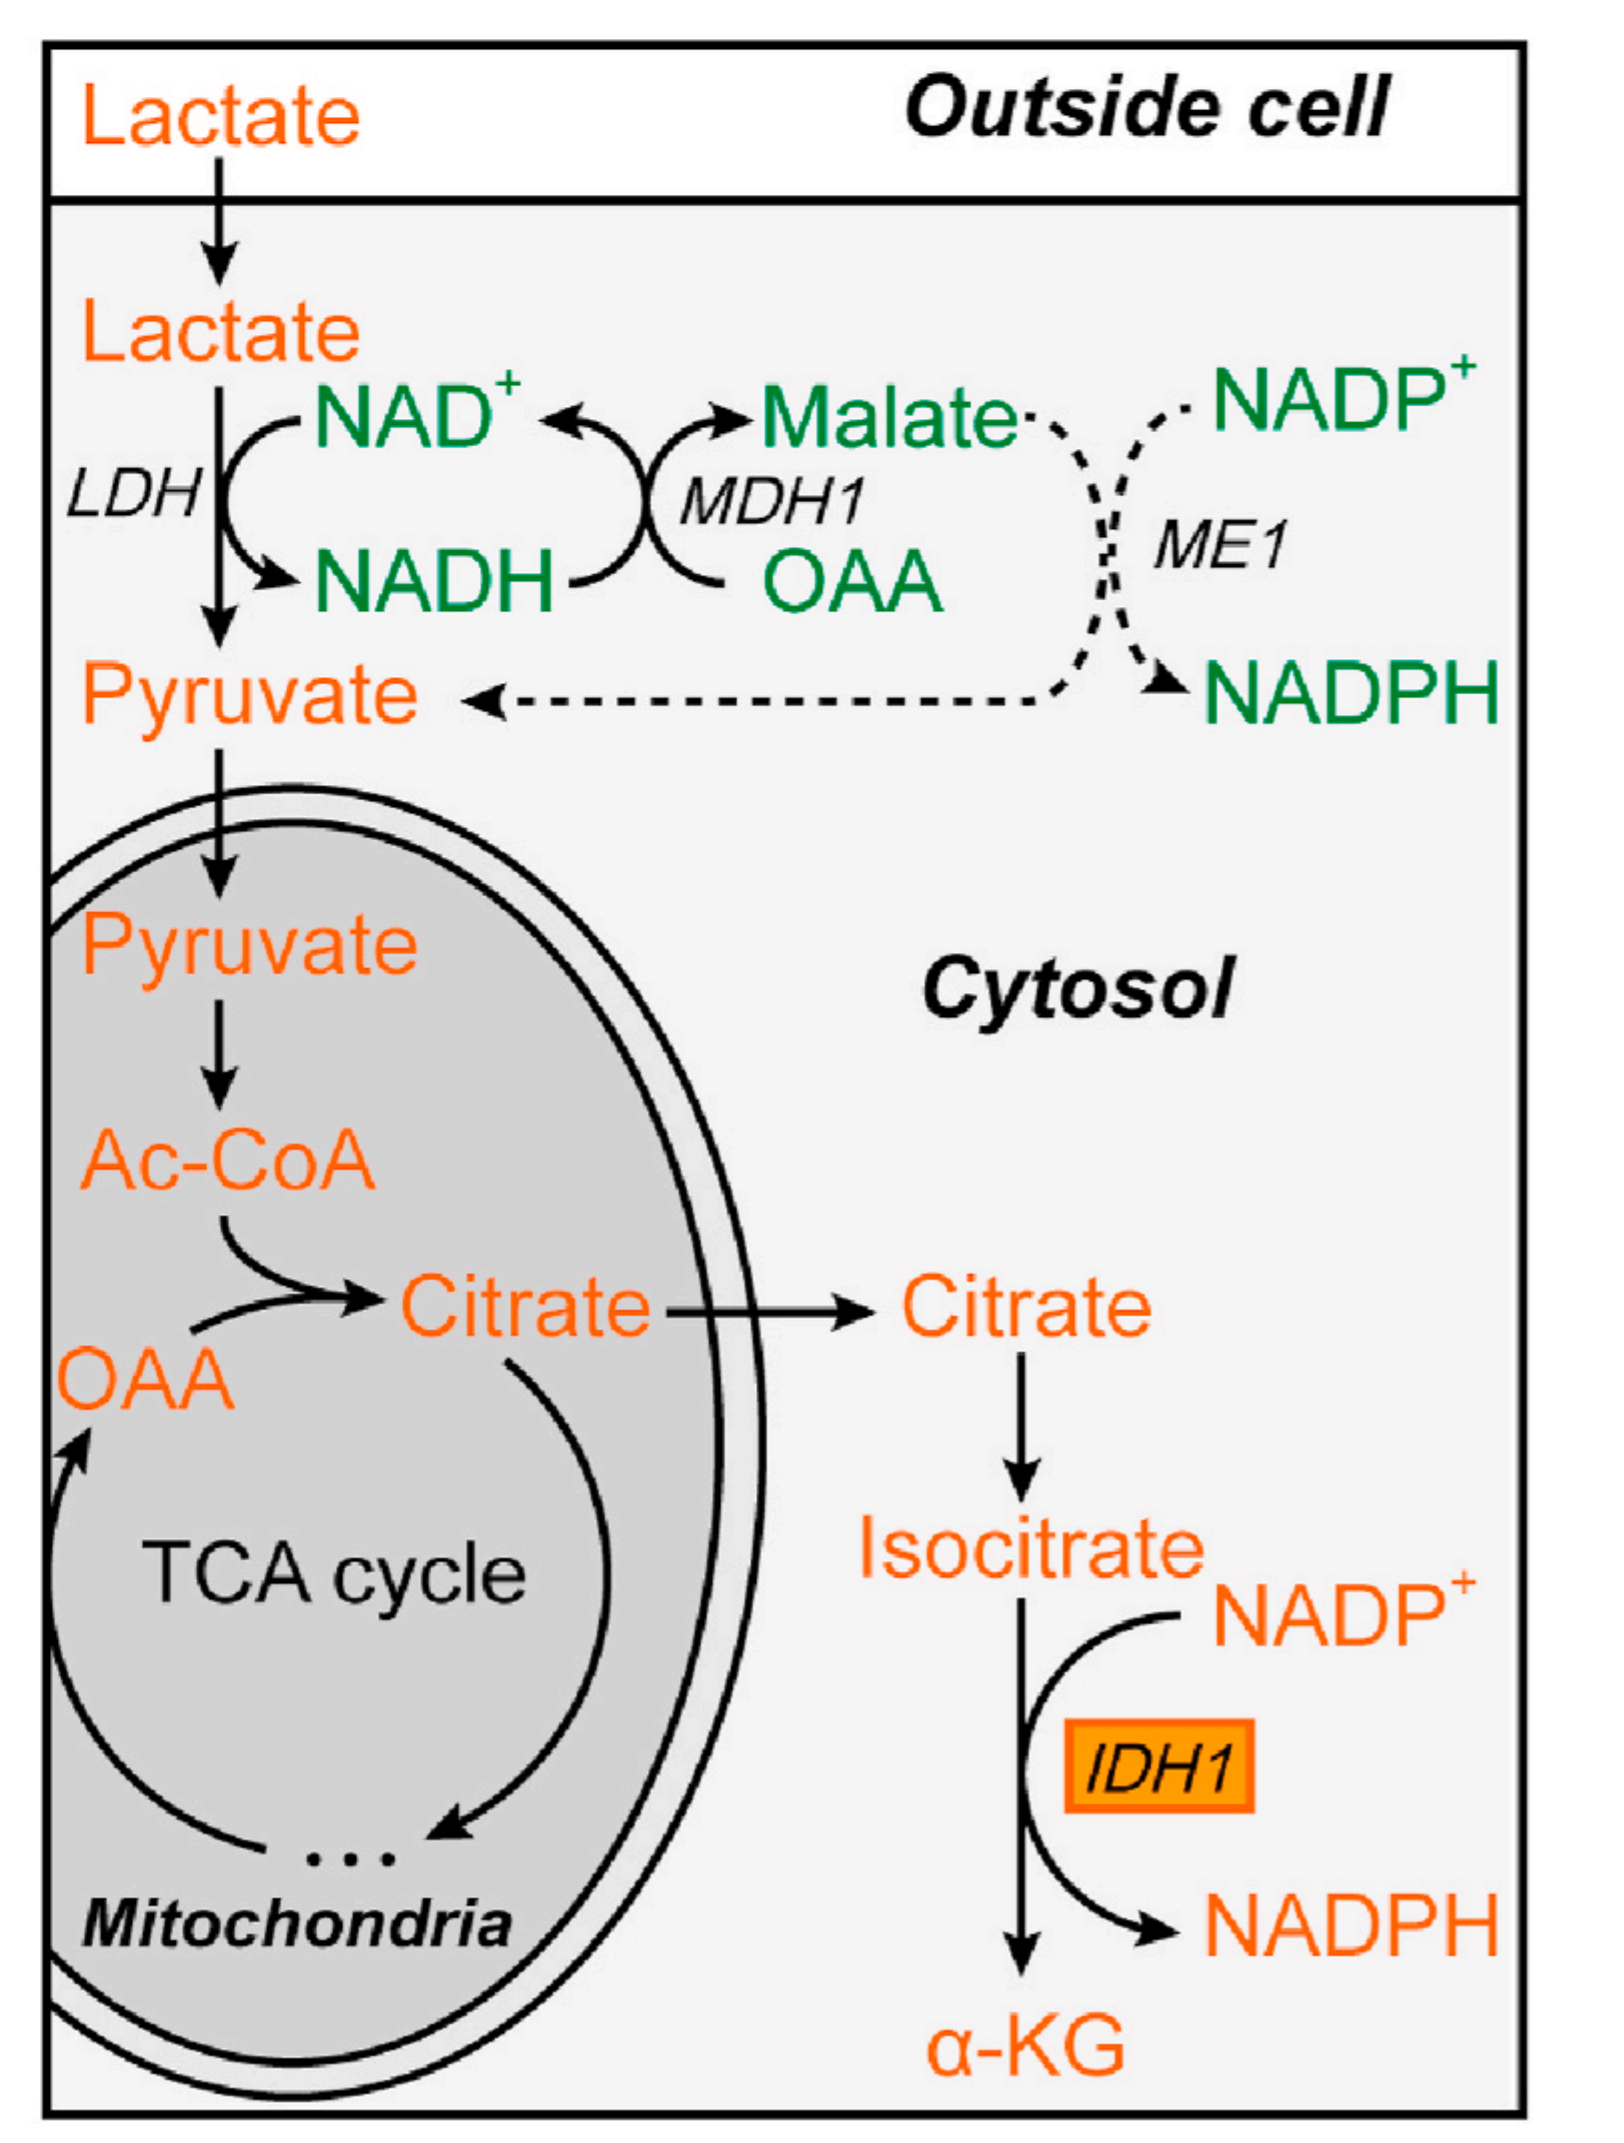 Lactate
Outside cell
Lactate
NAD⁺
Malate
NADP⁺
LDH
MDH1
ME1
NADH
OAA
Pyruvate
NADPH
Pyruvate
Cytosol
Ac-CoA
Citrate
Citrate
OAA
TCA cycle
Isocitrate
NADP⁺
IDH1
...
Mitochondria
NADPH
α-KG